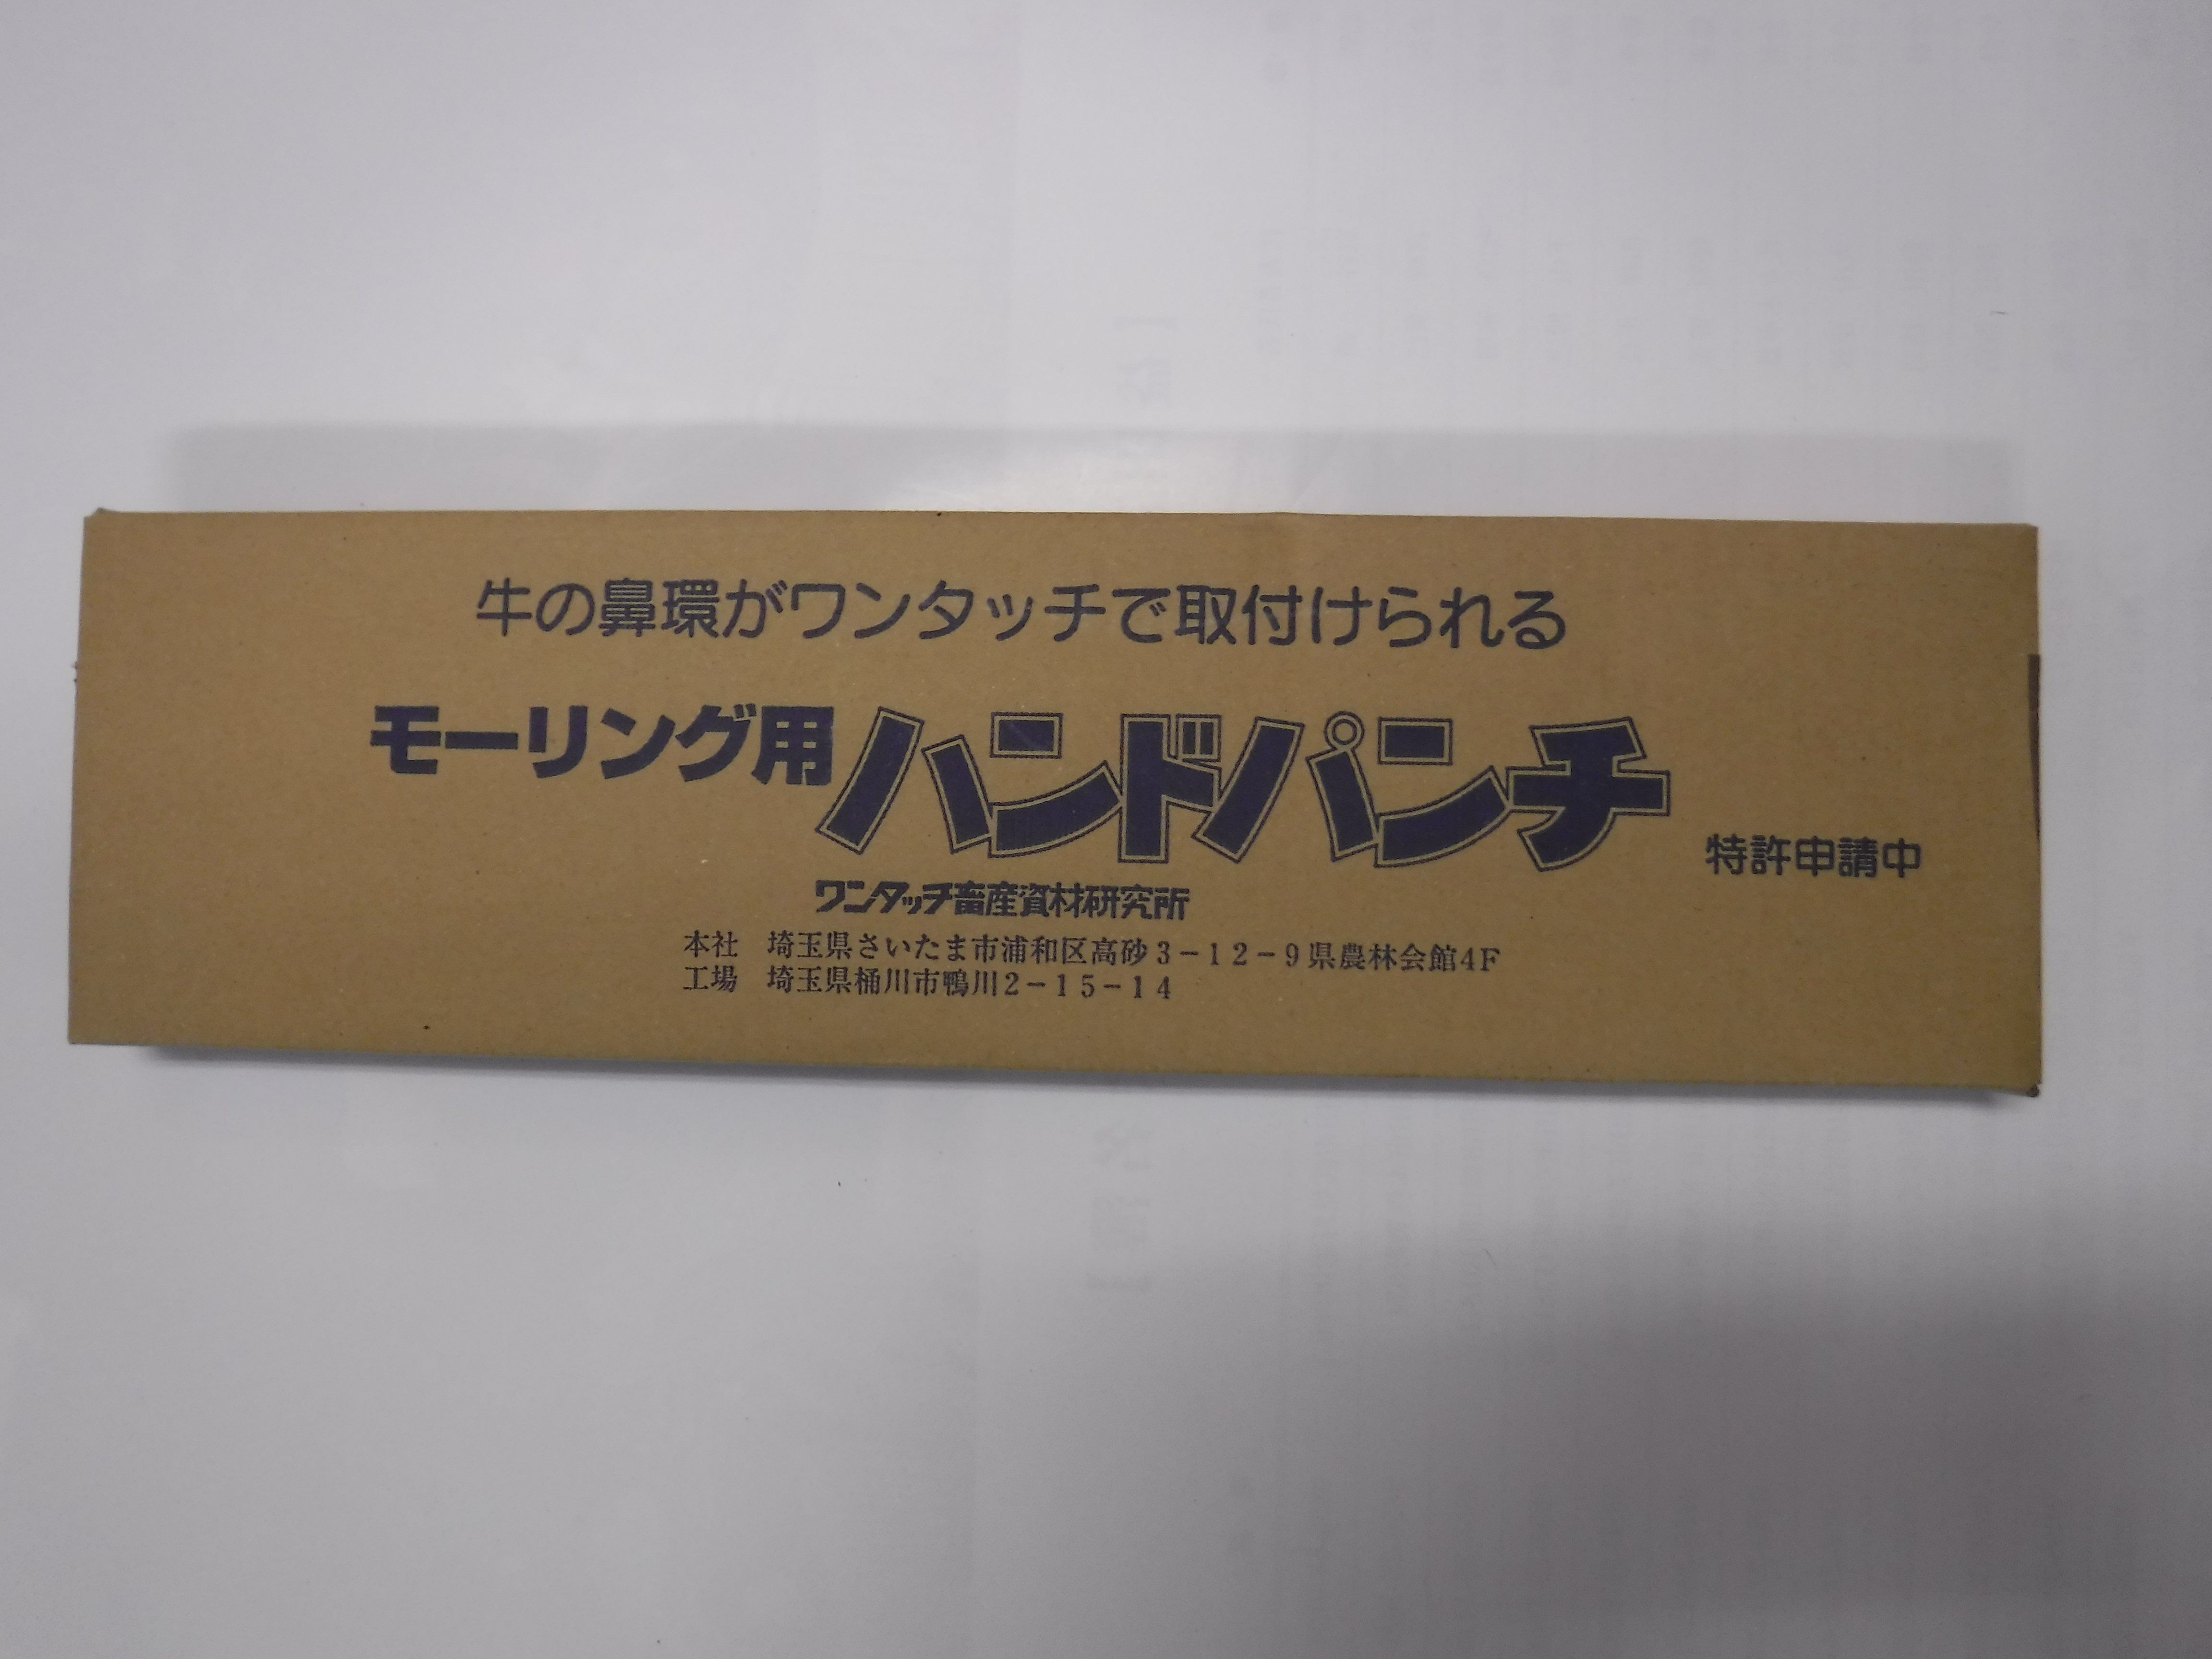 牛の鼻環がワンタッチで取付けられる
モーリング用ハンドパンチ
特許申請中
ワンタッチ畜産資材研究所
本社 埼玉県さいたま市浦和区高砂3-12-9県農林会館4F
工場 埼玉県桶川市鴨川2-15-14